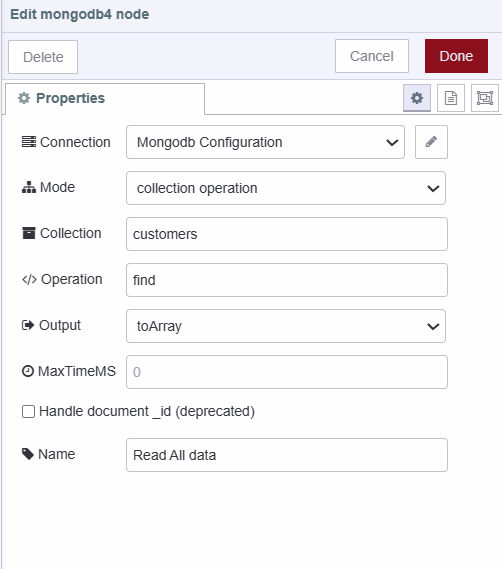 Edit mongodb4 node
Delete
Cancel
Done
Properties
Connection Mongodb Configuration
Mode collection operation
Collection customers
Operation find
Output toArray
MaxTimeMS 0
Handle document _id (deprecated)
Name Read All data